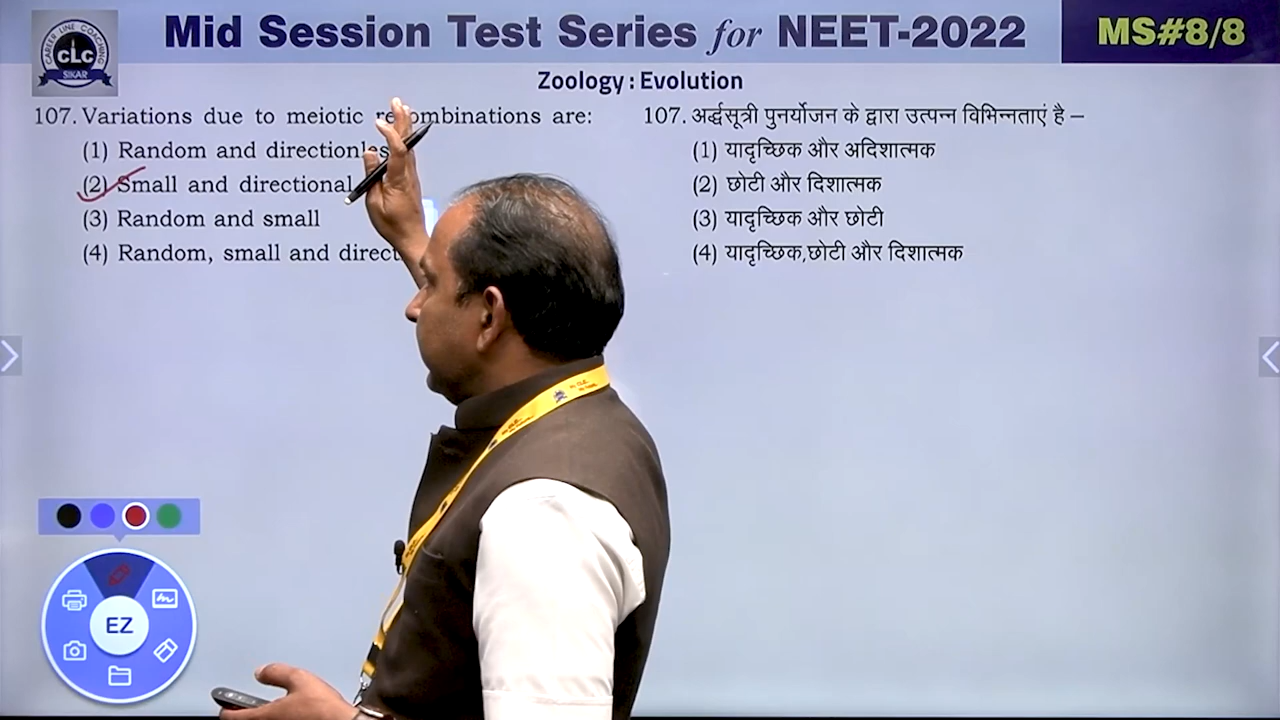 CAREER LINE COACHING
CLC
SIKAR
Mid Session Test Series for NEET-2022
MS#8/8
Zoology : Evolution
107. Variations due to meiotic recombinations are:
(1) Random and directionles
(2) Small and directional
(3) Random and small
(4) Random, small and direct
107. अर्द्धसूत्री पुनर्योजन के द्वारा उत्पन्न विभिन्नताएं है –
(1) यादृच्छिक और अदिशात्मक
(2) छोटी और दिशात्मक
(3) यादृच्छिक और छोटी
(4) यादृच्छिक,छोटी और दिशात्मक
EZ